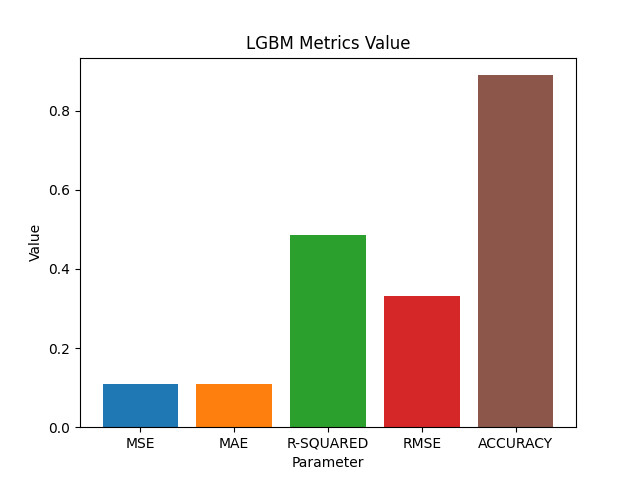 LGBM Metrics Value
Value
0.8
0.6
0.4
0.2
0.0
MSE MAE R-SQUARED RMSE ACCURACY
Parameter